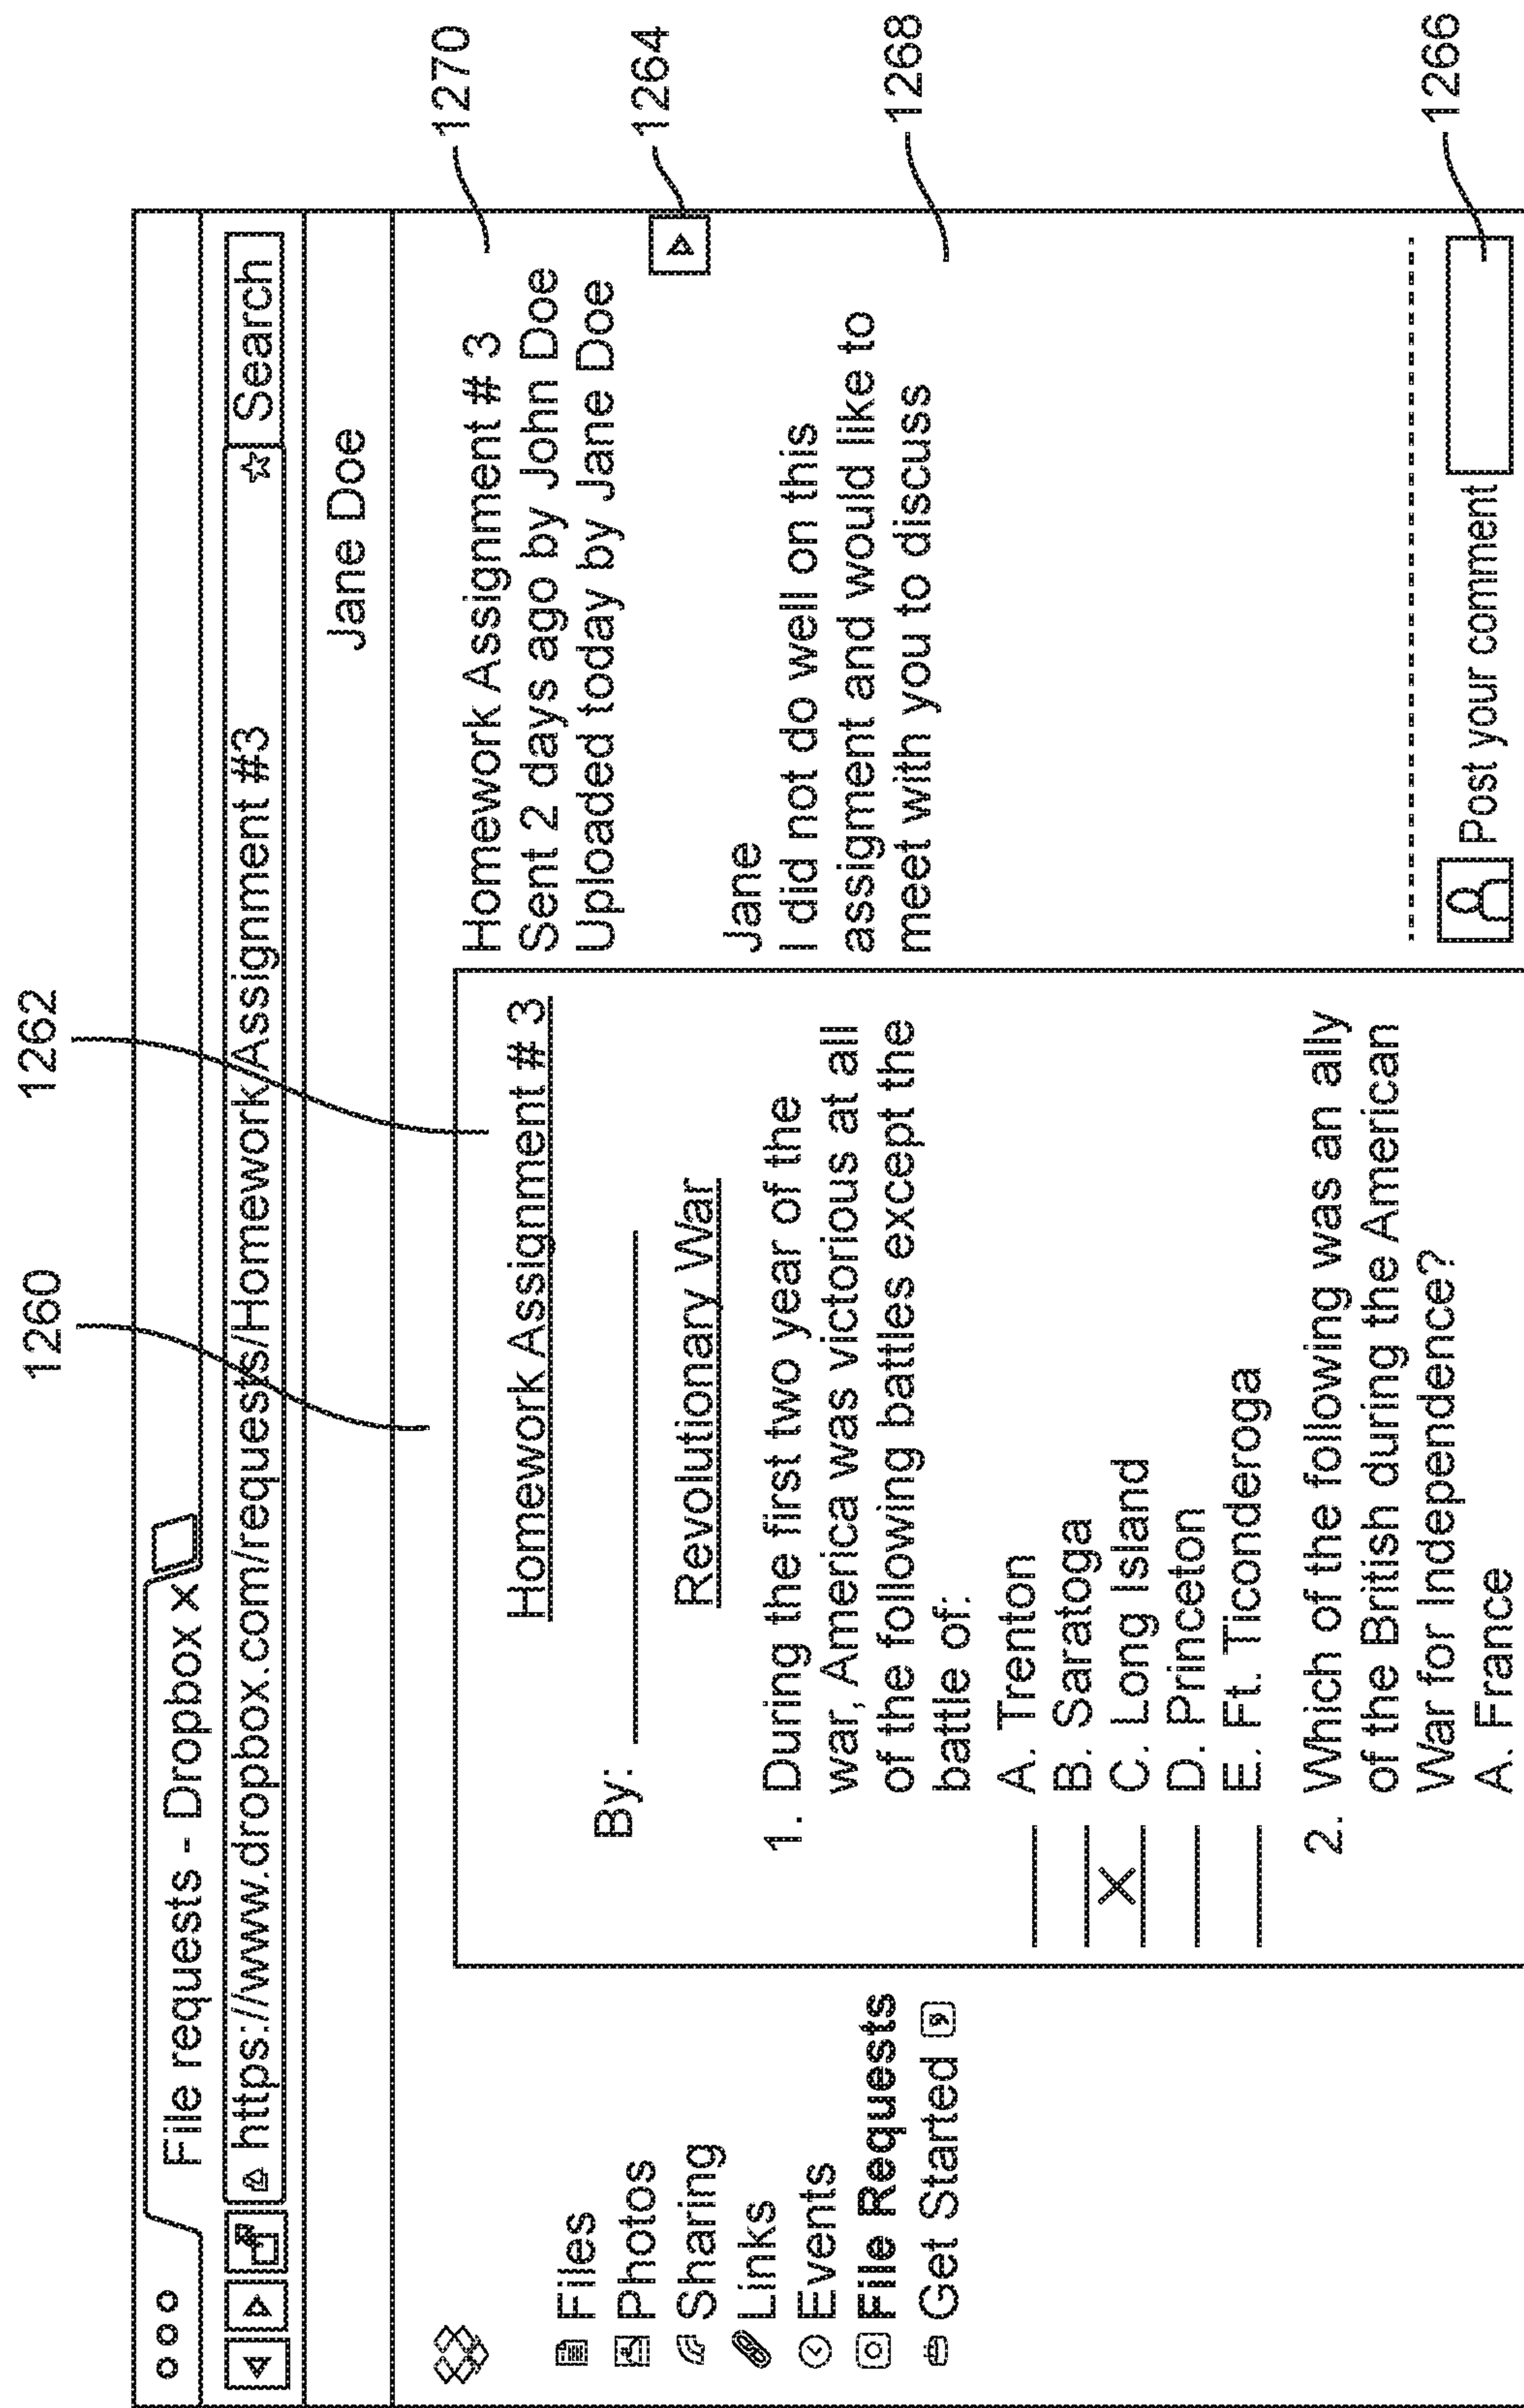 1260
1262
File requests - Dropbox x
https://www.dropbox.com/requests/HomeworkAssignment #3
Search
Jane Doe
Files
Photos
Sharing
Links
Events
File Requests
Get Started
Homework Assignment # 3
By:
Revolutionary War
1. During the first two year of the
war, America was victorious at all
of the following battles except the
battle of:
A. Trenton
B. Saratoga
X C. Long Island
D. Princeton
E. Ft. Ticonderoga
2. Which of the following was an ally
of the British during the American
War for Independence?
A. France
Homework Assignment # 3
Sent 2 days ago by John Doe
Uploaded today by Jane Doe
Jane
I did not do well on this
assigment and would like to
meet with you to discuss
Post your comment
1270
1264
1268
1266